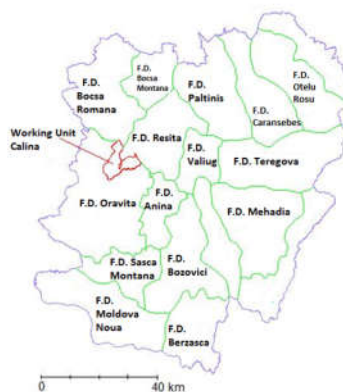 F.D.
Bocsa
Romana
F.D.
Bocsa
Montana
F.D.
Paltinis
F.D.
Otelu
Rosu
F.D.
Caransebes
Working Unit
Calina
F.D. Resita
F.D.
Valiug
F.D. Teregova
F.D. Oravita
F.D.
Anina
F.D. Mehadia
F.D. Sasca
Montana
F.D.
Bozovici
F.D.
Moldova
Noua
F.D.
Berzasca
0 40 km